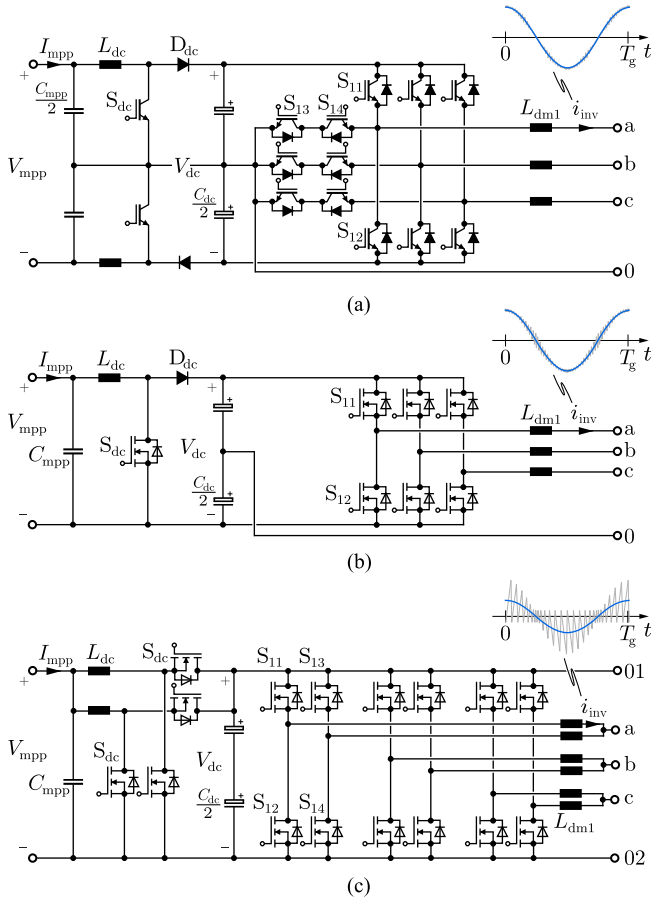 I_mpp L_dc D_dc
+ + 0 T_g t
C_mpp/2 S_dc S_11 i_inv
S_13 S_14 L_dm1
a
V_mpp V_dc b
C_dc/2 + c
S_12
− − 0
(a)
I_mpp L_dc D_dc 0 T_g t
+ + S_11 L_dm1 i_inv
V_mpp + a
C_mpp S_dc V_dc b
C_dc/2 + S_12 c
− − 0
(b)
I_mpp L_dc S_dc S_11 S_13 0 T_g t
+ + 01
i_inv
+ a
V_mpp S_dc V_dc b
C_mpp C_dc/2 + S_12 S_14 c
L_dm1
− − 02
(c)